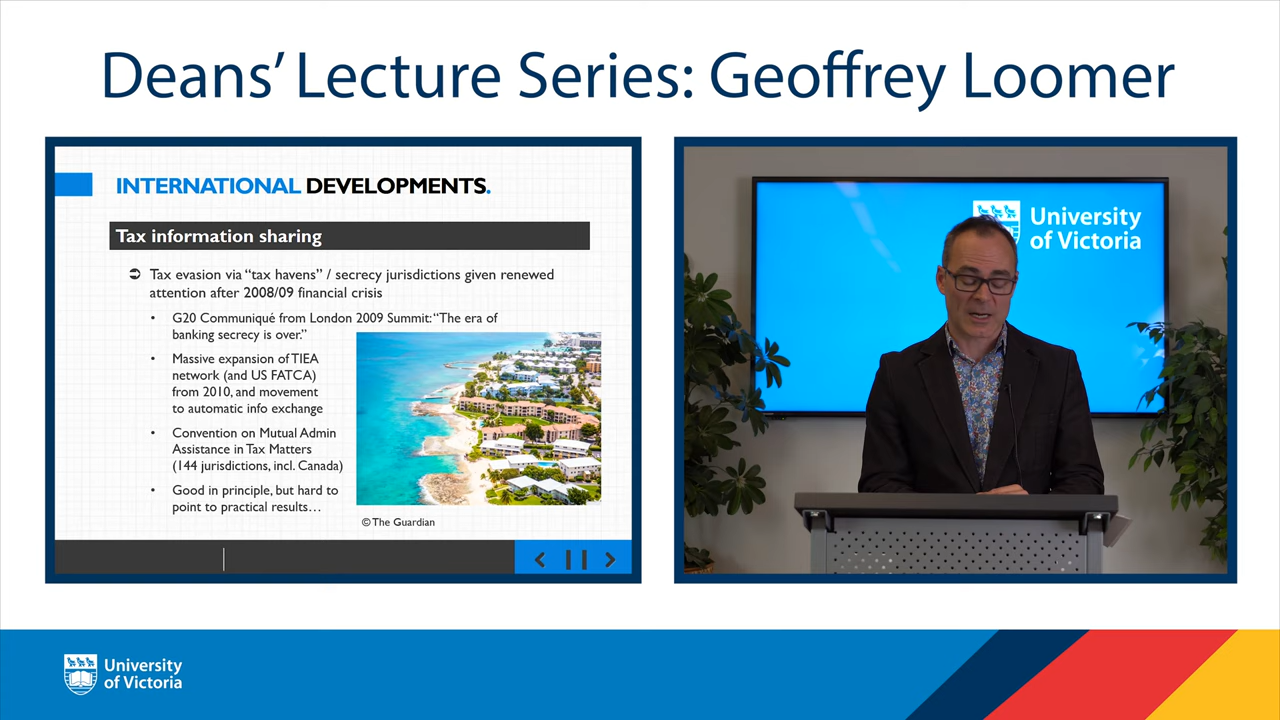 Deans’ Lecture Series: Geoffrey Loomer
INTERNATIONAL DEVELOPMENTS.
Tax information sharing
Tax evasion via “tax havens” / secrecy jurisdictions given renewed
attention after 2008/09 financial crisis
• G20 Communiqué from London 2009 Summit: “The era of
banking secrecy is over.”
• Massive expansion of TIEA
network (and US FATCA)
from 2010, and movement
to automatic info exchange
• Convention on Mutual Admin
Assistance in Tax Matters
(144 jurisdictions, incl. Canada)
• Good in principle, but hard to
point to practical results…
© The Guardian
University
of Victoria
University
of Victoria